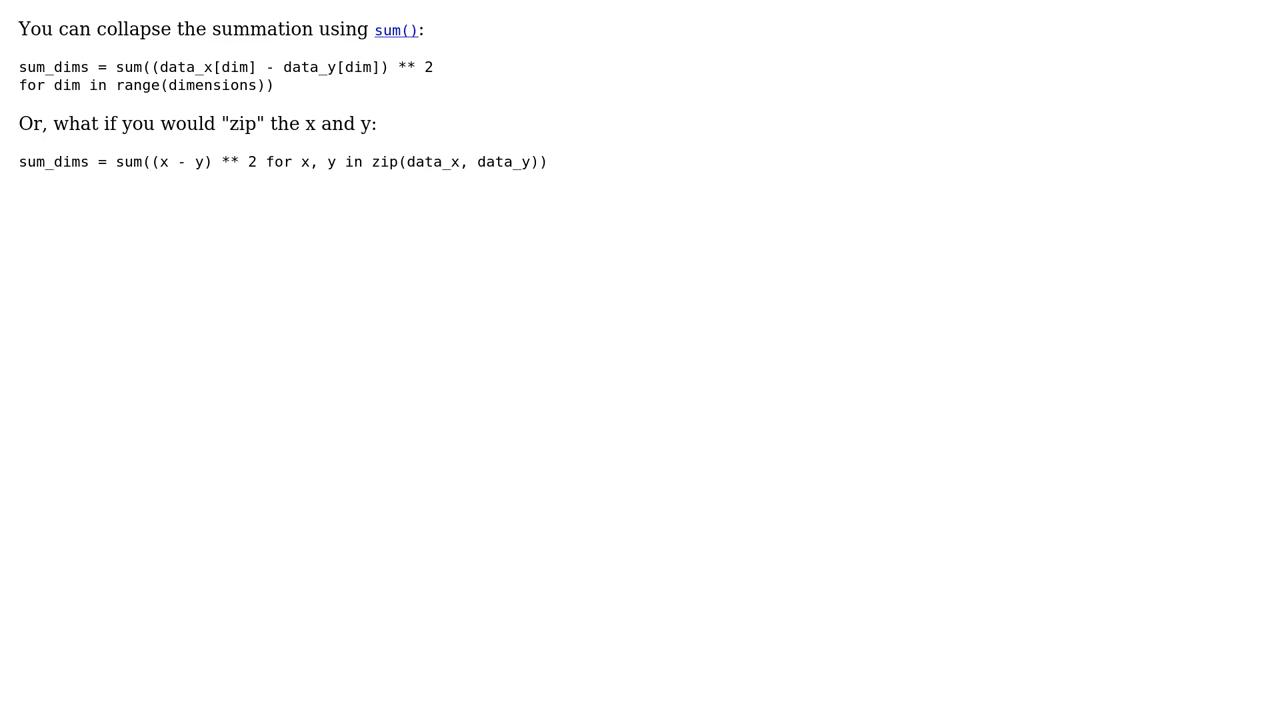 You can collapse the summation using sum():
sum_dims = sum((data_x[dim] - data_y[dim]) ** 2
for dim in range(dimensions))
Or, what if you would "zip" the x and y:
sum_dims = sum((x - y) ** 2 for x, y in zip(data_x, data_y))